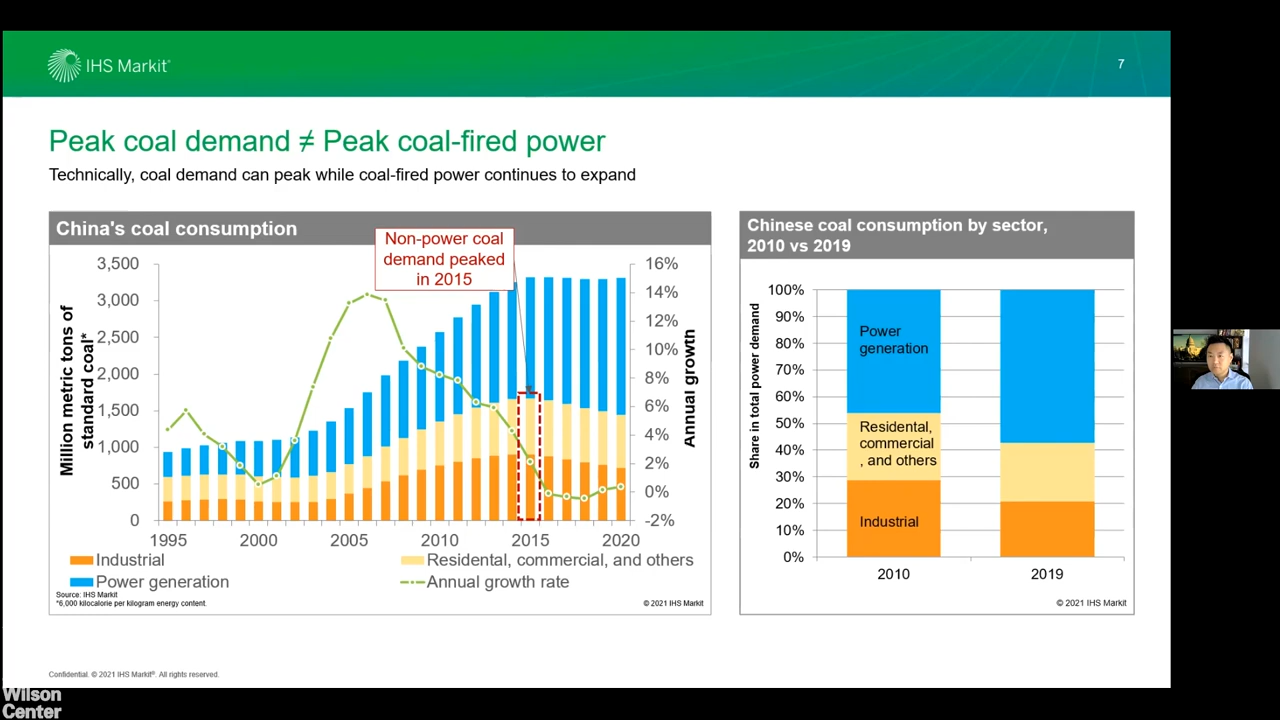 IHS Markit®
7
Peak coal demand ≠ Peak coal-fired power
Technically, coal demand can peak while coal-fired power continues to expand
China's coal consumption
Non-power coal
demand peaked
in 2015
3,500
3,000
2,500
2,000
1,500
1,000
500
0
Million metric tons of
standard coal*
16%
14%
12%
10%
8%
6%
4%
2%
0%
-2%
Annual growth
1995
2000
2005
2010
2015
2020
Industrial
Residental, commercial, and others
Power generation
Annual growth rate
Source: IHS Markit
*6,000 kilocalorie per kilogram energy content.
© 2021 IHS Markit
Chinese coal consumption by sector,
2010 vs 2019
100%
90%
80%
70%
60%
50%
40%
30%
20%
10%
0%
Share in total power demand
Power
generation
Residental,
commercial
, and others
Industrial
2010
2019
© 2021 IHS Markit
Confidential. © 2021 IHS Markit®. All rights reserved.
Wilson
Center